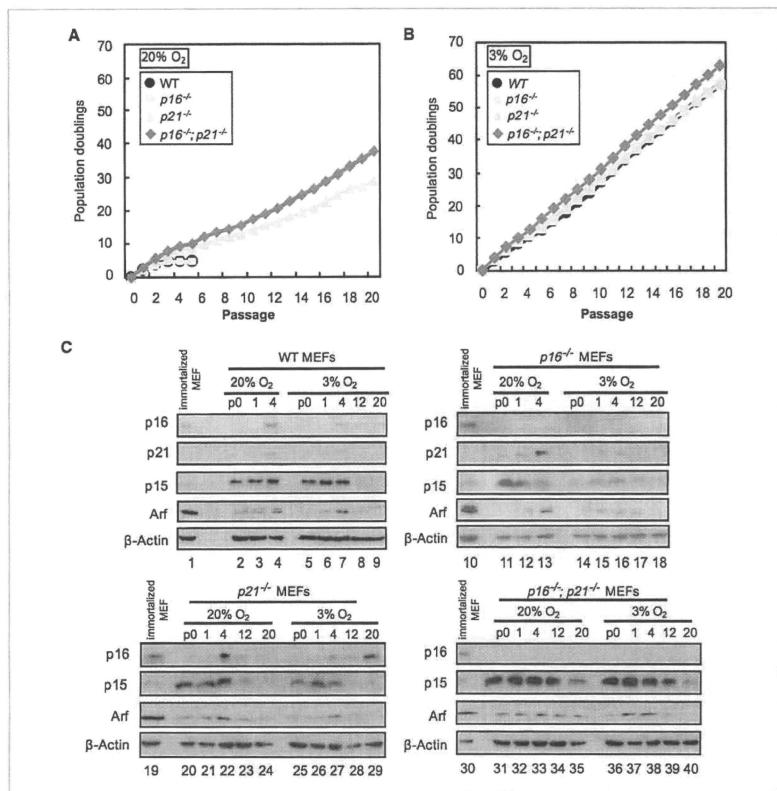 A
20% O2
WT
p16-/-
p21-/-
p16-/-; p21-/-
Population doublings
70
60
50
40
30
20
10
0
0 2 4 6 8 10 12 14 16 18 20
Passage
B
3% O2
WT
p16-/-
p21-/-
p16-/-; p21-/-
Population doublings
70
60
50
40
30
20
10
0
0 2 4 6 8 10 12 14 16 18 20
Passage
C
immortalized MEF
WT MEFs
20% O2 3% O2
p0 1 4 p0 1 4 12 20
p16
p21
p15
Arf
β-Actin
1 2 3 4 5 6 7 8 9
immortalized MEF
p16-/- MEFs
20% O2 3% O2
p0 1 4 p0 1 4 12 20
p16
p21
p15
Arf
β-Actin
10 11 12 13 14 15 16 17 18
immortalized MEF
p21-/- MEFs
20% O2 3% O2
p0 1 4 12 20 p0 1 4 12 20
p16
p15
Arf
β-Actin
19 20 21 22 23 24 25 26 27 28 29
immortalized MEF
p16-/-; p21-/- MEFs
20% O2 3% O2
p0 1 4 12 20 p0 1 4 12 20
p16
p15
Arf
β-Actin
30 31 32 33 34 35 36 37 38 39 40